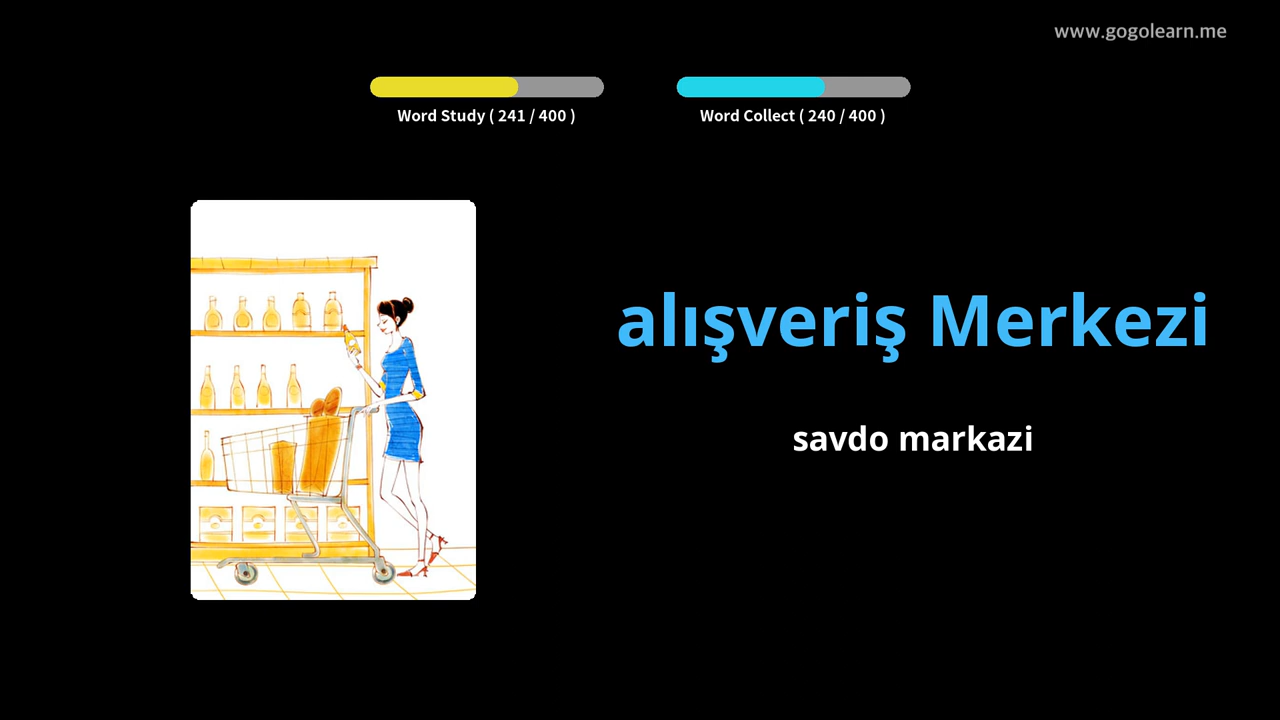 www.gogolearn.me
Word Study ( 241 / 400 )
Word Collect ( 240 / 400 )
alışveriş Merkezi
savdo markazi